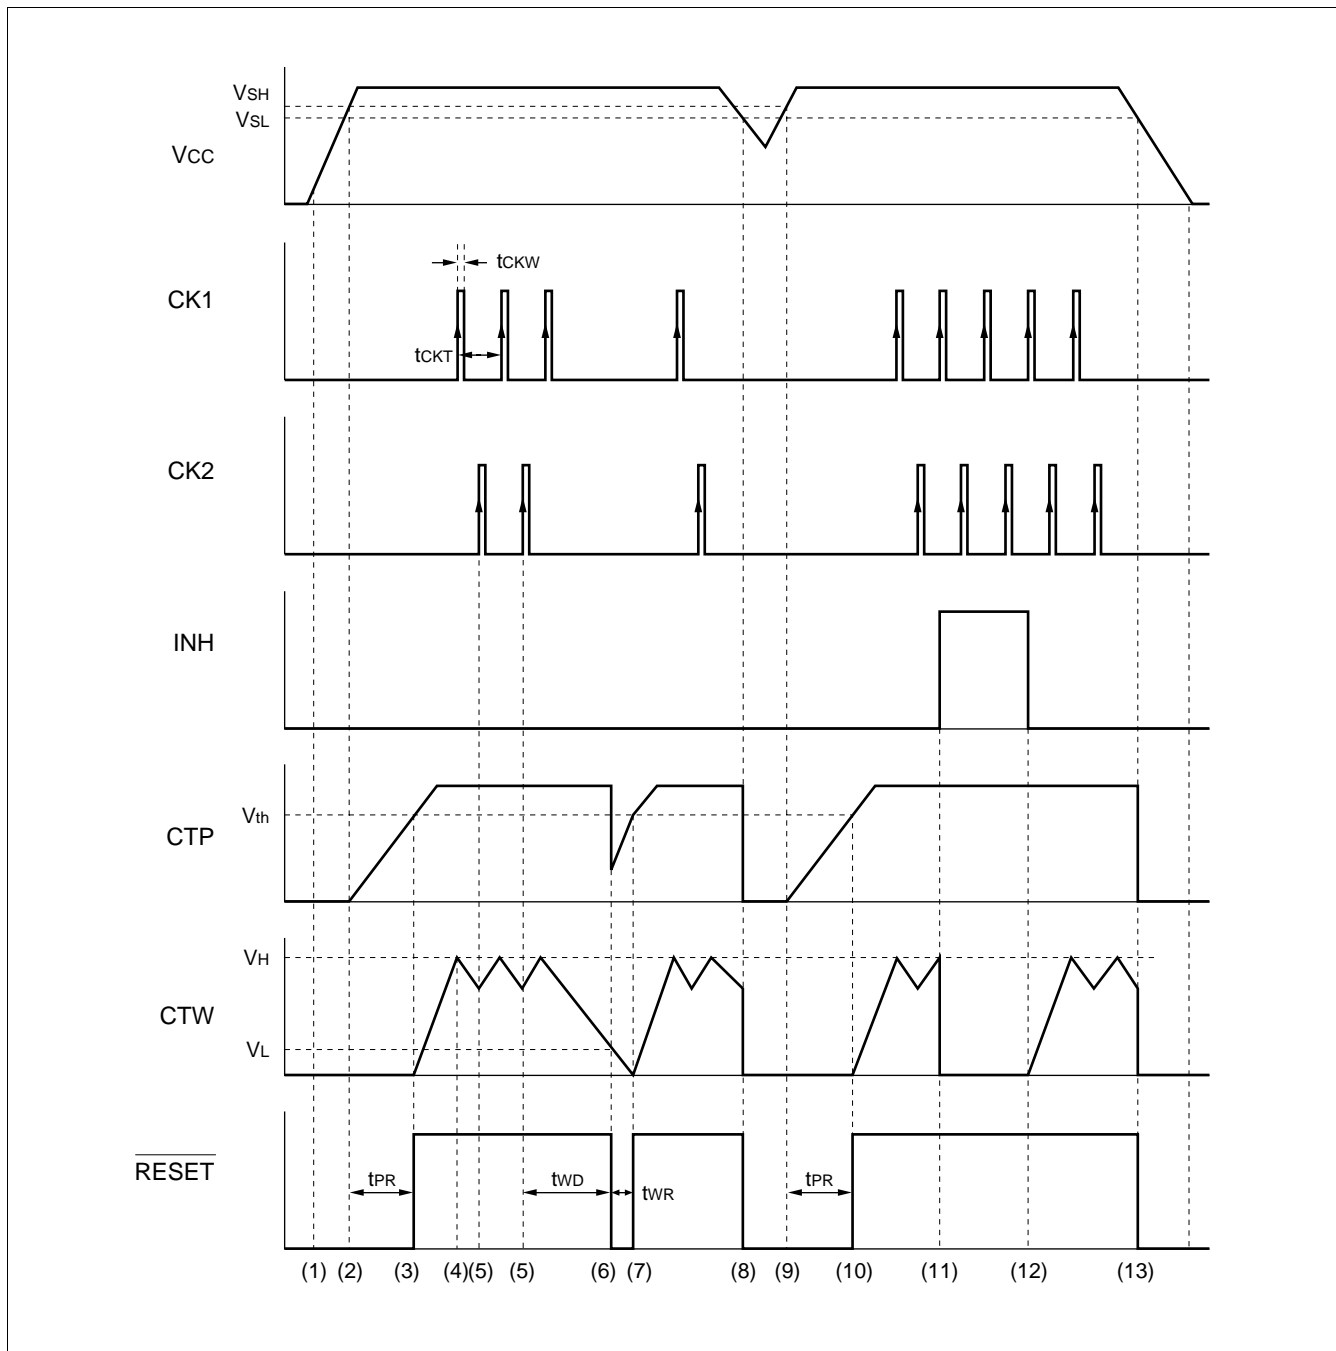 VSH
VSL
VCC
tCKW
CK1
tCKT
CK2
INH
Vth
CTP
VH
CTW
VL
RESET
tPR
tWD
tWR
tPR
(1) (2) (3) (4) (5) (5) (6) (7) (8) (9) (10) (11) (12) (13)